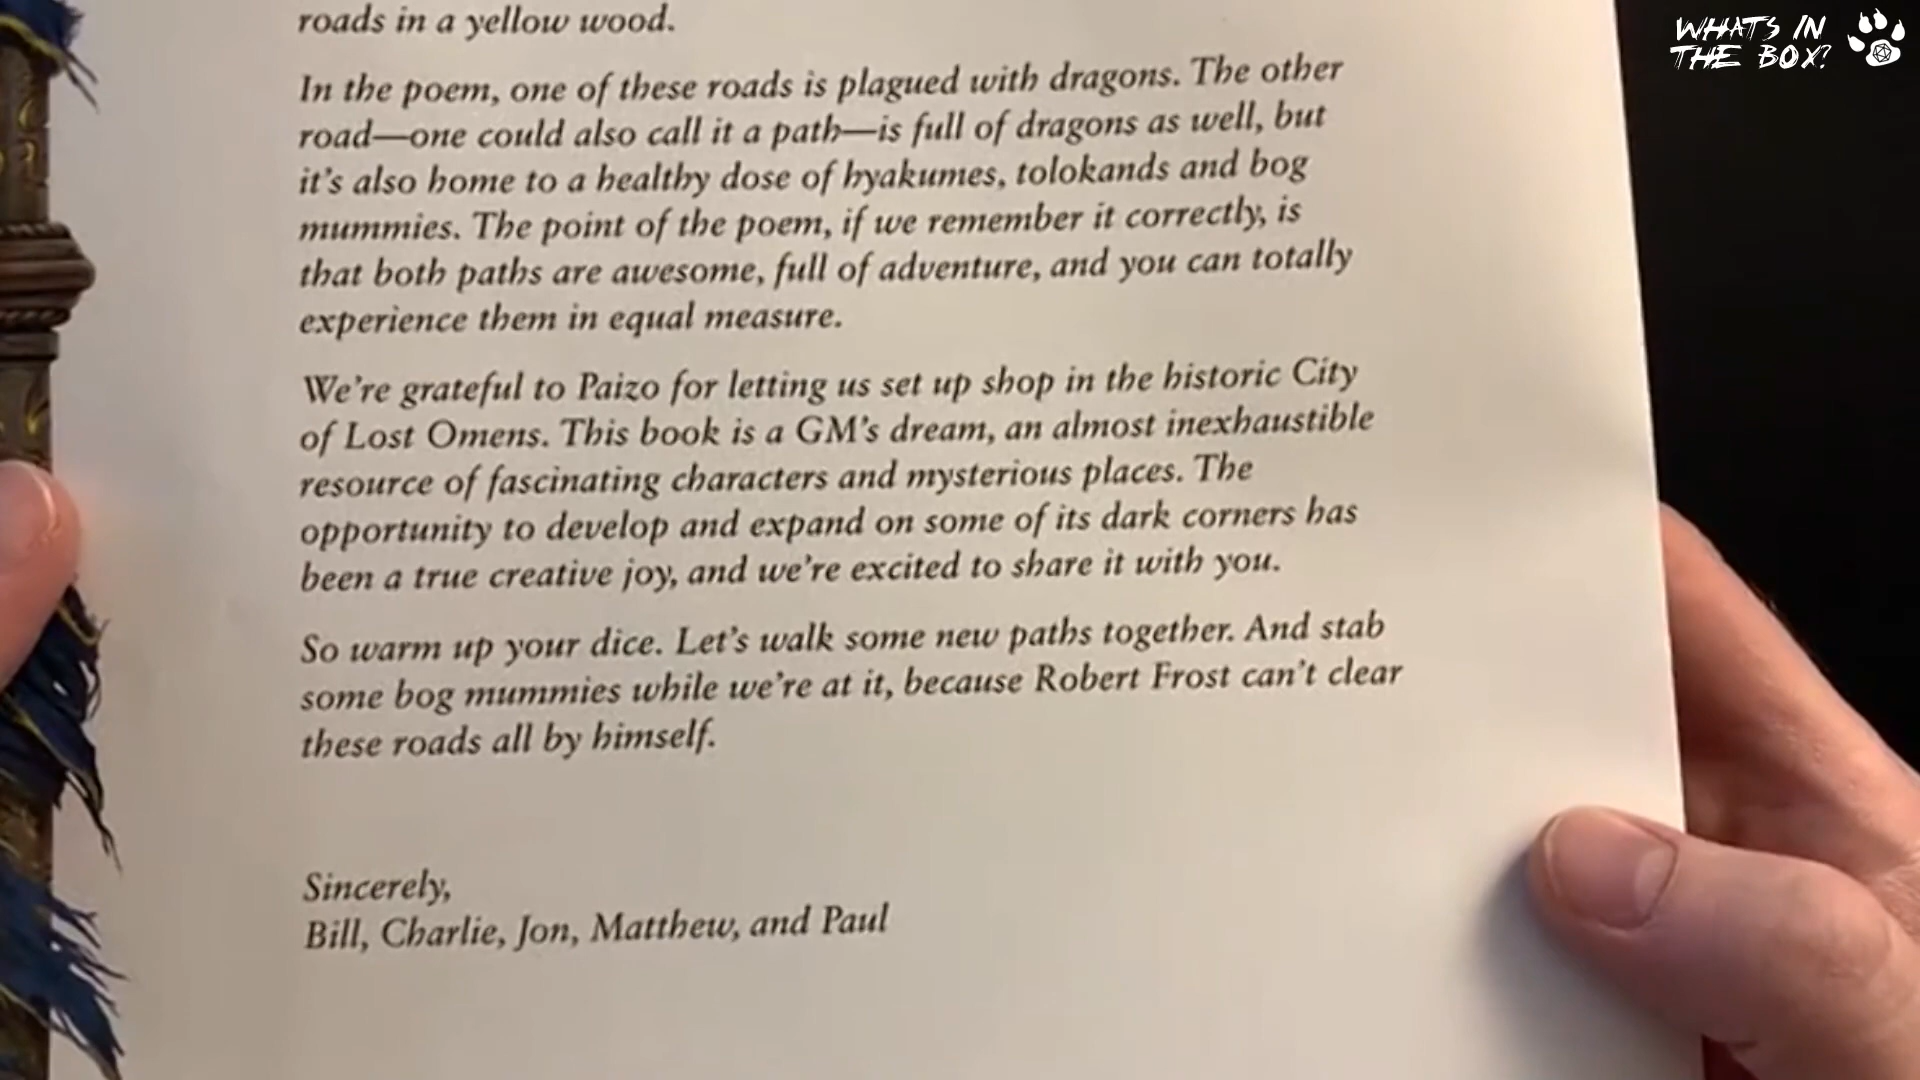 WHATS IN
THE BOX?
roads in a yellow wood.
In the poem, one of these roads is plagued with dragons. The other
road—one could also call it a path—is full of dragons as well, but
it's also home to a healthy dose of hyakumes, tolokands and bog
mummies. The point of the poem, if we remember it correctly, is
that both paths are awesome, full of adventure, and you can totally
experience them in equal measure.
We're grateful to Paizo for letting us set up shop in the historic City
of Lost Omens. This book is a GM's dream, an almost inexhaustible
resource of fascinating characters and mysterious places. The
opportunity to develop and expand on some of its dark corners has
been a true creative joy, and we're excited to share it with you.
So warm up your dice. Let's walk some new paths together. And stab
some bog mummies while we're at it, because Robert Frost can't clear
these roads all by himself.
Sincerely,
Bill, Charlie, Jon, Matthew, and Paul